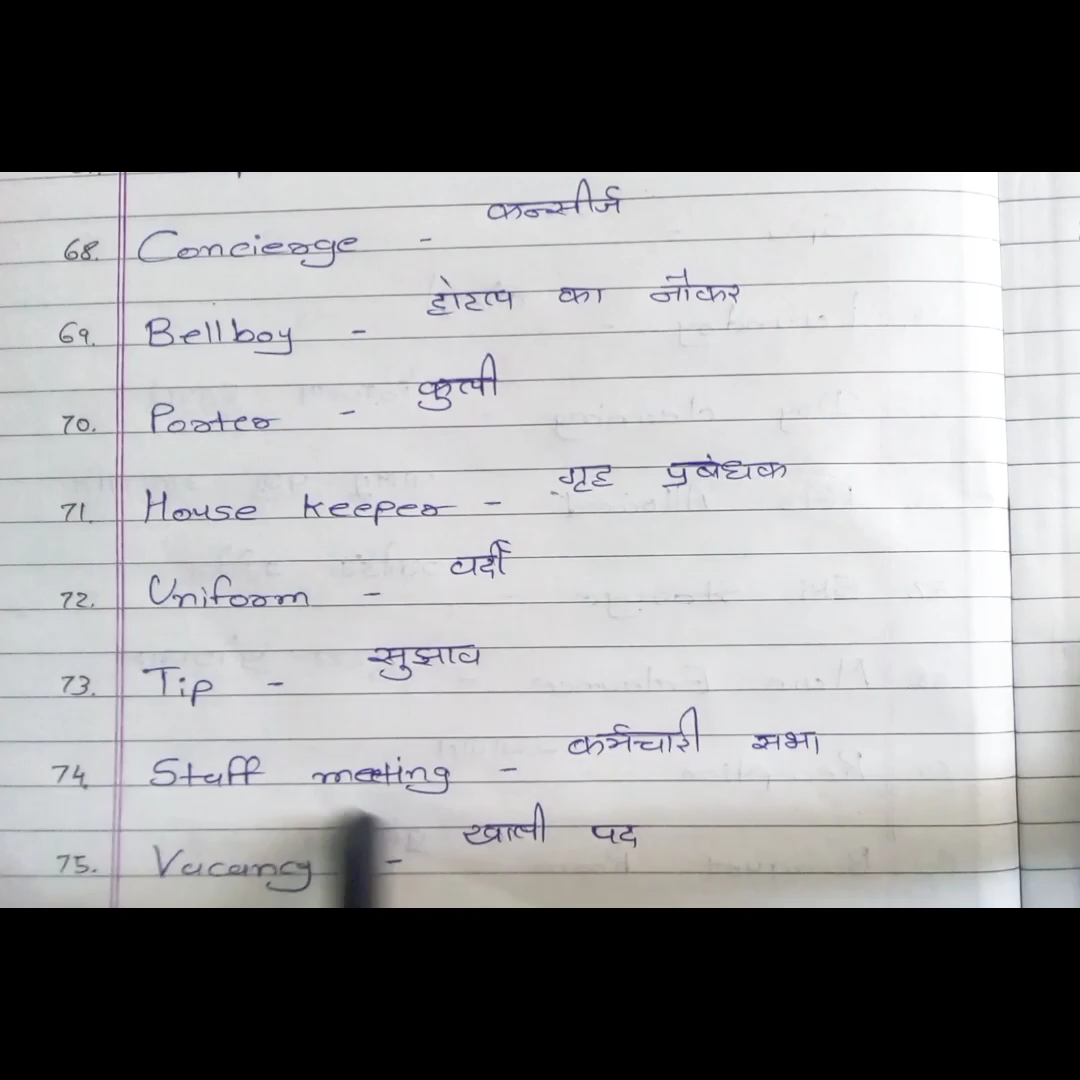 68. Concierge - कन्सीर्ज
69. Bellboy - होटल का नौकर
70. Porter - कुली
71. House keeper - गृह प्रबंधक
72. Uniform - वर्दी
73. Tip - सुझाव
74. Staff meeting - कर्मचारी सभा
75. Vacancy - खाली पद